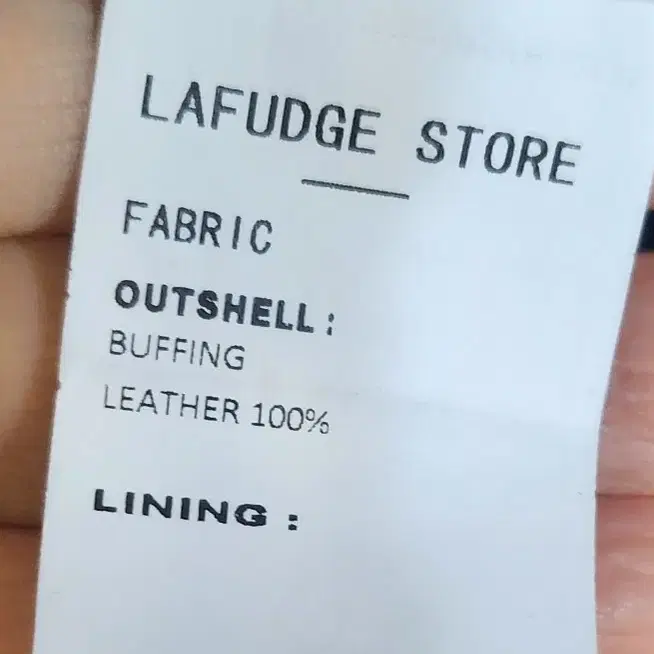 LAFUDGE STORE
FABRIC
OUTSHELL :
BUFFING
LEATHER 100%
LINING :